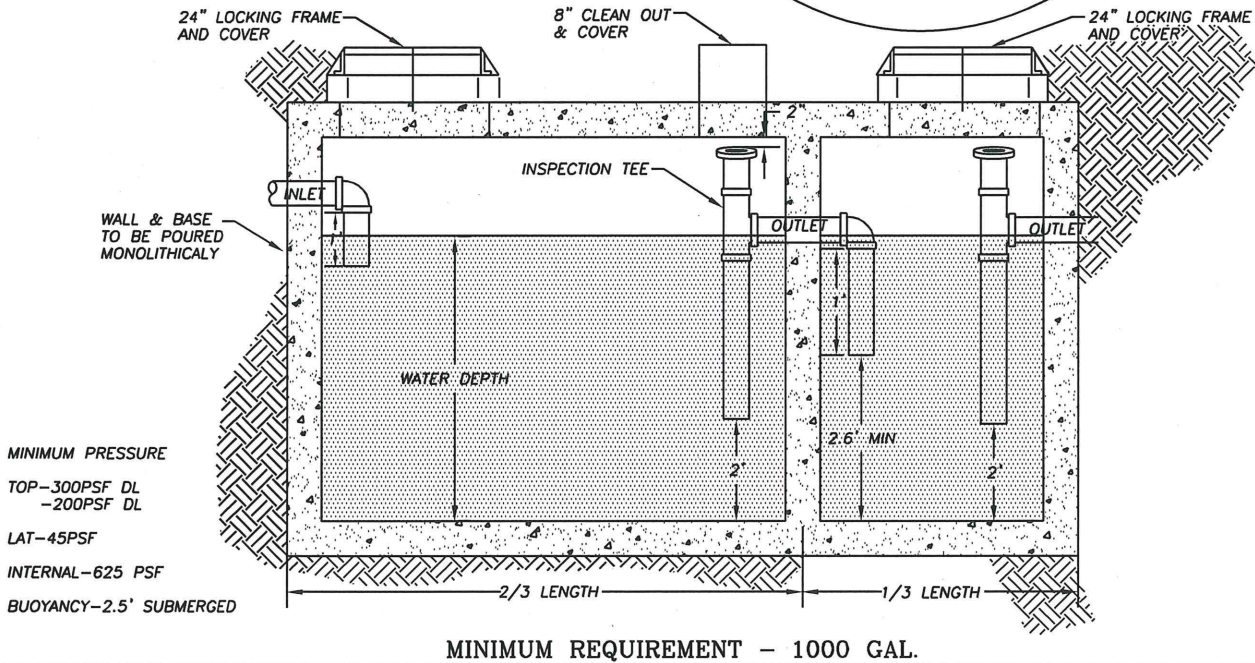 24" LOCKING FRAME
AND COVER
8" CLEAN OUT
& COVER
24" LOCKING FRAME
AND COVER
2"
INSPECTION TEE
INLET
WALL & BASE
TO BE POURED
MONOLITHICALY
1'
OUTLET
OUTLET
1'
WATER DEPTH
2.6' MIN
2'
2'
MINIMUM PRESSURE
TOP-300PSF DL
-200PSF DL
LAT-45PSF
INTERNAL-625 PSF
BUOYANCY-2.5' SUBMERGED
2/3 LENGTH
1/3 LENGTH
MINIMUM REQUIREMENT - 1000 GAL.